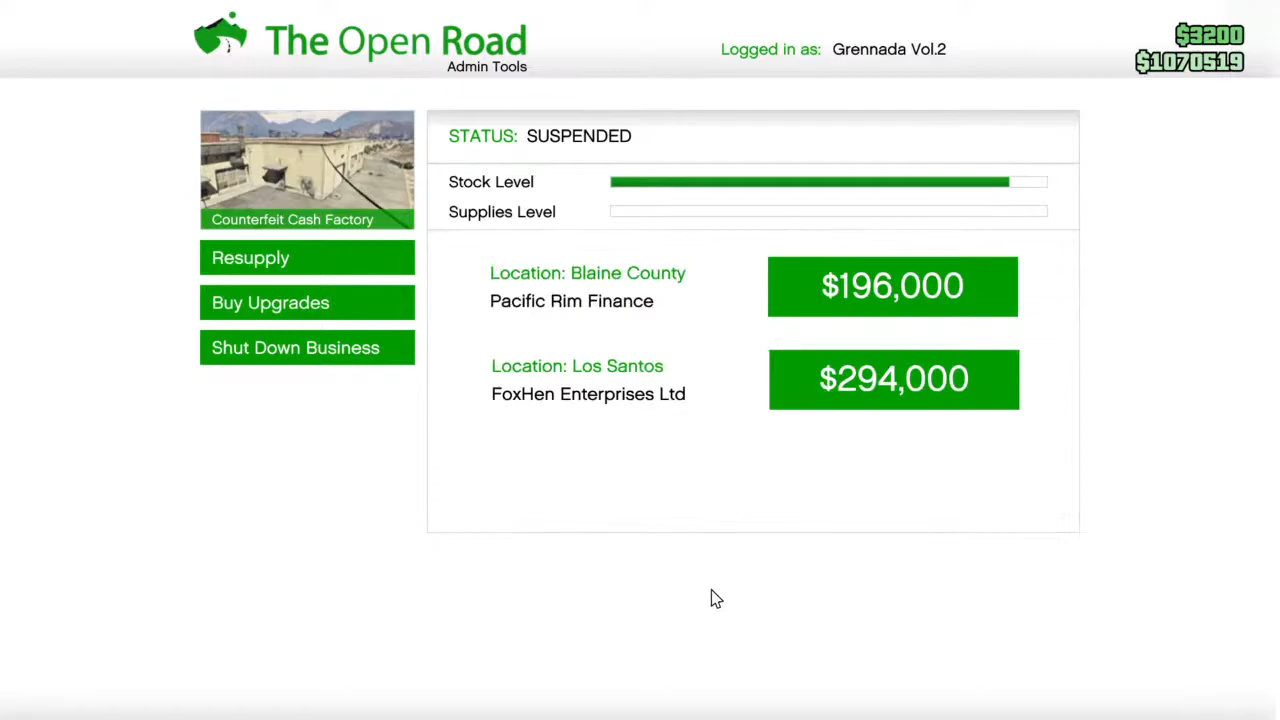 The Open Road
Admin Tools
Logged in as: Grennada Vol.2
$3200
$1070519
Counterfeit Cash Factory
Resupply
Buy Upgrades
Shut Down Business
STATUS: SUSPENDED
Stock Level
Supplies Level
Location: Blaine County
Pacific Rim Finance
$196,000
Location: Los Santos
FoxHen Enterprises Ltd
$294,000